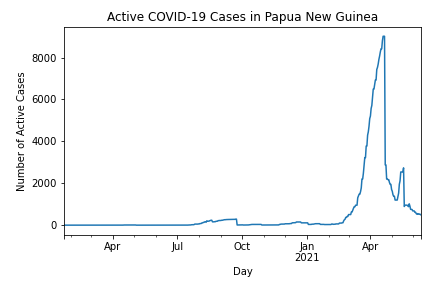 Active COVID-19 Cases in Papua New Guinea
Number of Active Cases
8000
6000
4000
2000
0
Apr
Jul
Oct
Jan
2021
Apr
Day